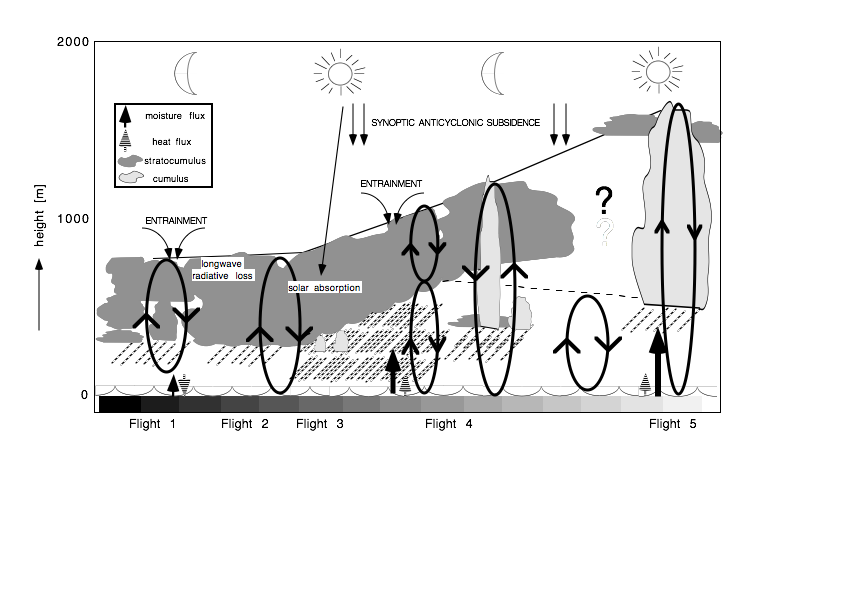 2000
moisture flux
heat flux
stratocumulus
cumulus
SYNOPTIC ANTICYCLONIC SUBSIDENCE
ENTRAINMENT
ENTRAINMENT
?
?
1000
height [m]
longwave
radiative loss
solar absorption
0
Flight 1
Flight 2
Flight 3
Flight 4
Flight 5